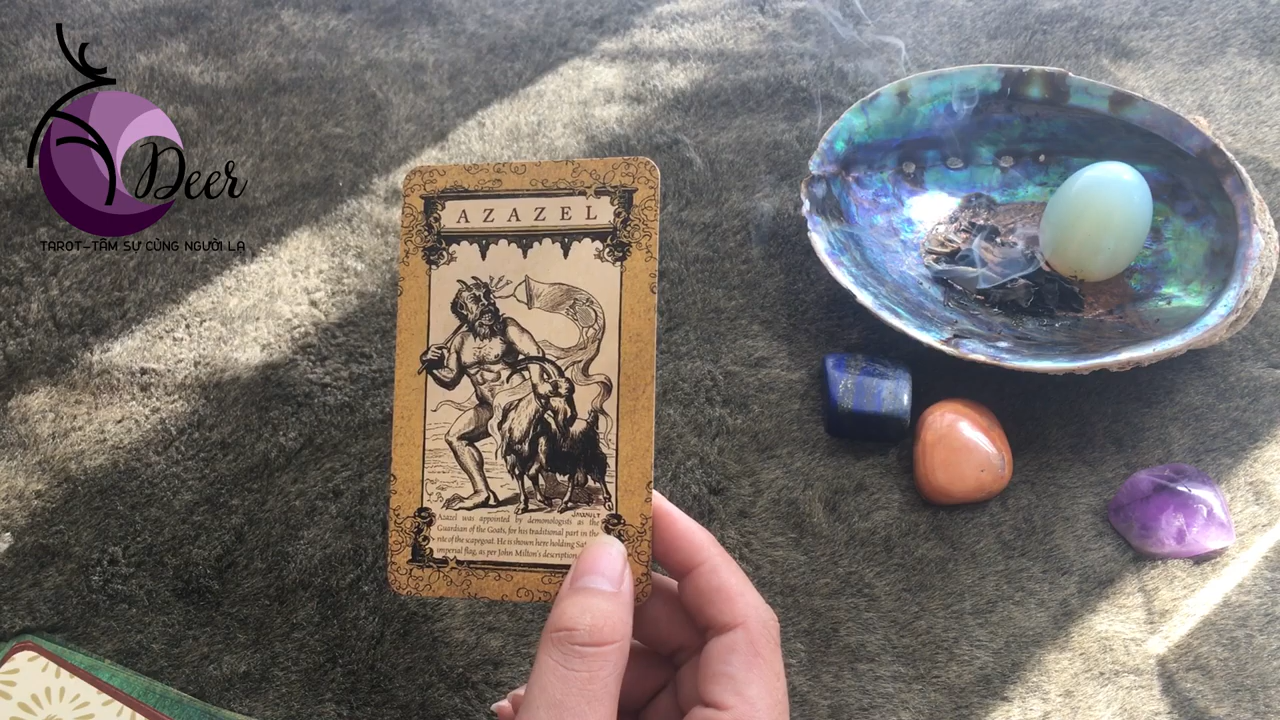 Deer
TAROT-TÂM SỰ CÙNG NGƯỜI LẠ
AZAZEL
JARRAULT
Azazel was appointed by demonologists as the
Guardian of the Goats, for his traditional part in the
rite of the scapegoat. He is shown here holding
imperial flag, as per John Milton's description